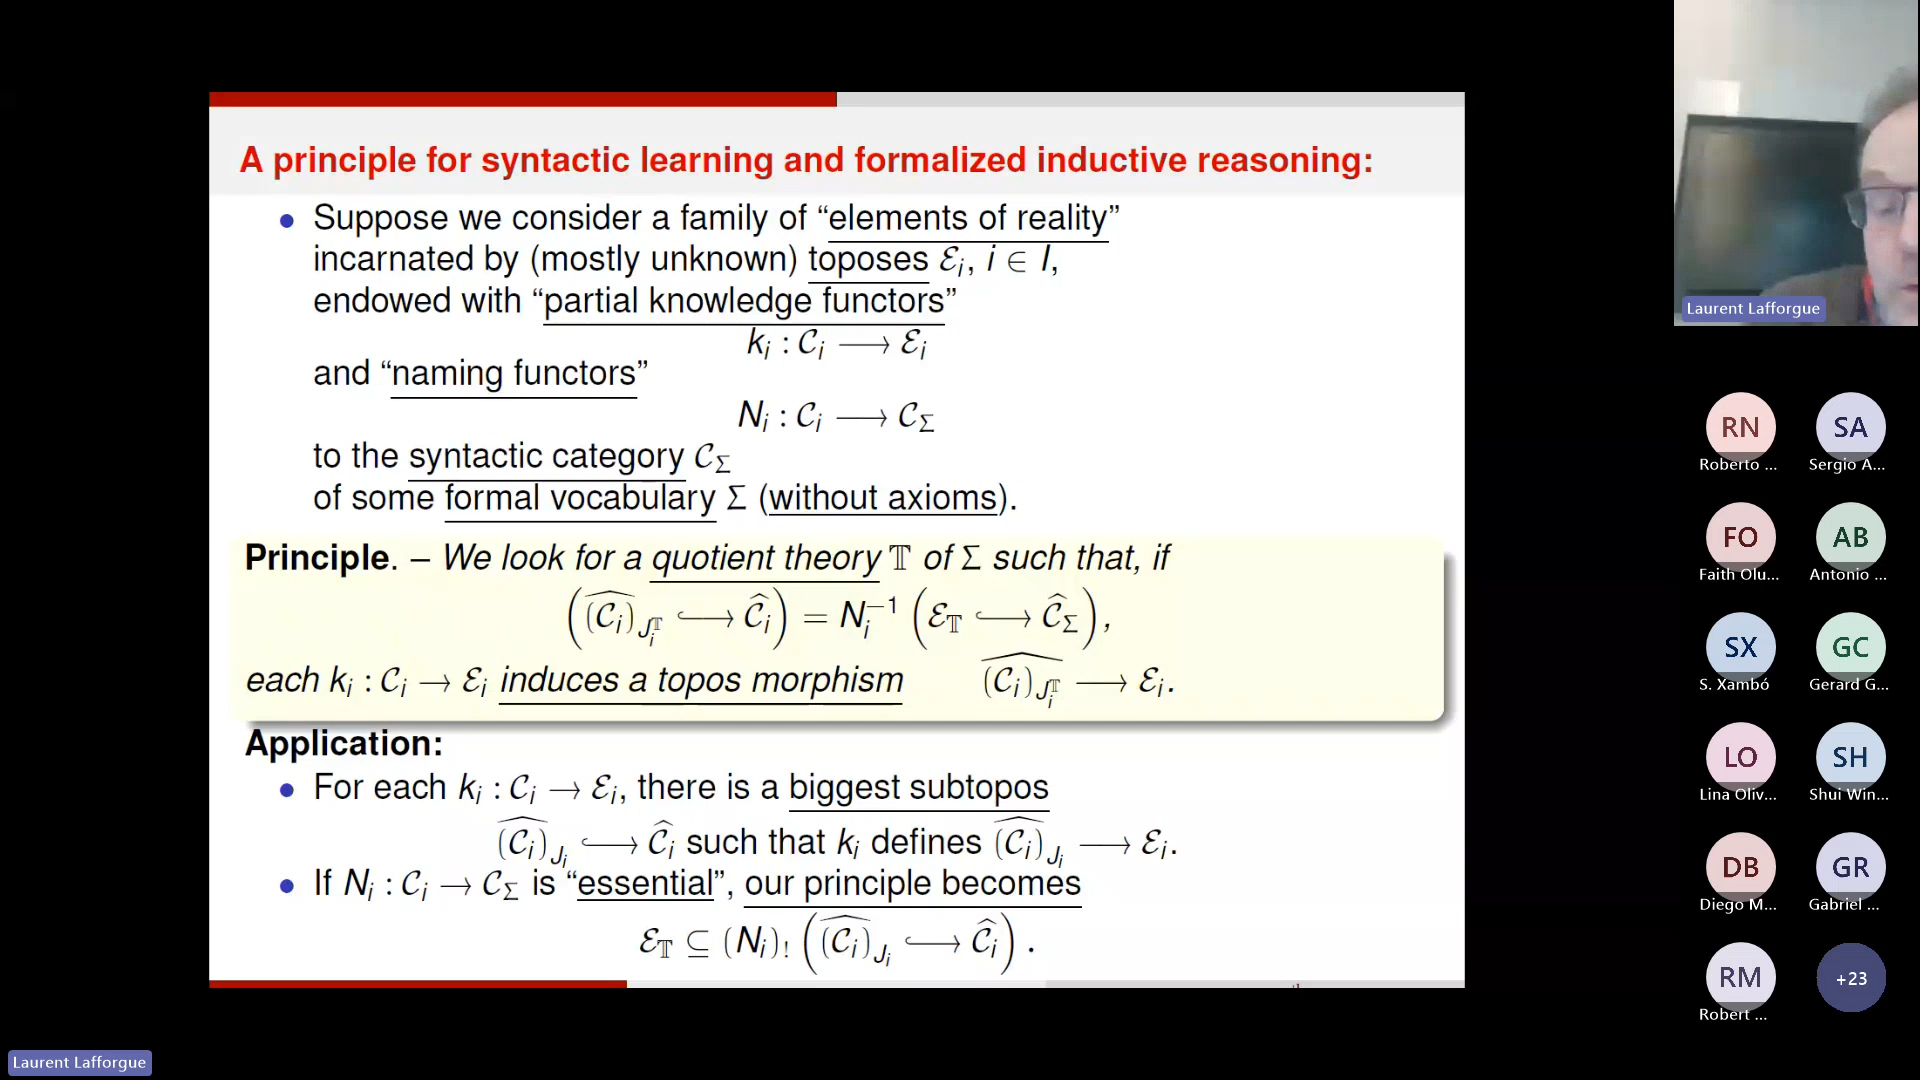 A principle for syntactic learning and formalized inductive reasoning:
• Suppose we consider a family of “elements of reality”
incarnated by (mostly unknown) toposes ℰᵢ, i ∈ I,
endowed with “partial knowledge functors”
kᵢ : 𝒞ᵢ ⟶ ℰᵢ
and “naming functors”
Nᵢ : 𝒞ᵢ ⟶ 𝒞_Σ
to the syntactic category 𝒞_Σ
of some formal vocabulary Σ (without axioms).
Principle. – We look for a quotient theory 𝕋 of Σ such that, if
(\widehat{(𝒞ᵢ)}_{Jᵢ^𝕋} ↪ \widehat{𝒞ᵢ}) = Nᵢ⁻¹ (ℰ_𝕋 ↪ \widehat{𝒞}_Σ),
each kᵢ : 𝒞ᵢ → ℰᵢ induces a topos morphism \widehat{(𝒞ᵢ)}_{Jᵢ^𝕋} ⟶ ℰᵢ.
Application:
• For each kᵢ : 𝒞ᵢ → ℰᵢ, there is a biggest subtopos
\widehat{(𝒞ᵢ)}_{Jᵢ} ↪ \widehat{𝒞ᵢ} such that kᵢ defines \widehat{(𝒞ᵢ)}_{Jᵢ} ⟶ ℰᵢ.
• If Nᵢ : 𝒞ᵢ → 𝒞_Σ is “essential”, our principle becomes
ℰ_𝕋 ⊆ (Nᵢ)_! (\widehat{(𝒞ᵢ)}_{Jᵢ} ↪ \widehat{𝒞ᵢ}).
Laurent Lafforgue
RN SA
Roberto ... Sergio A...
FO AB
Faith Olu... Antonio ...
SX GC
S. Xambó Gerard G...
LO SH
Lina Oliv... Shui Win...
DB GR
Diego M... Gabriel ...
RM +23
Robert ...
Laurent Lafforgue